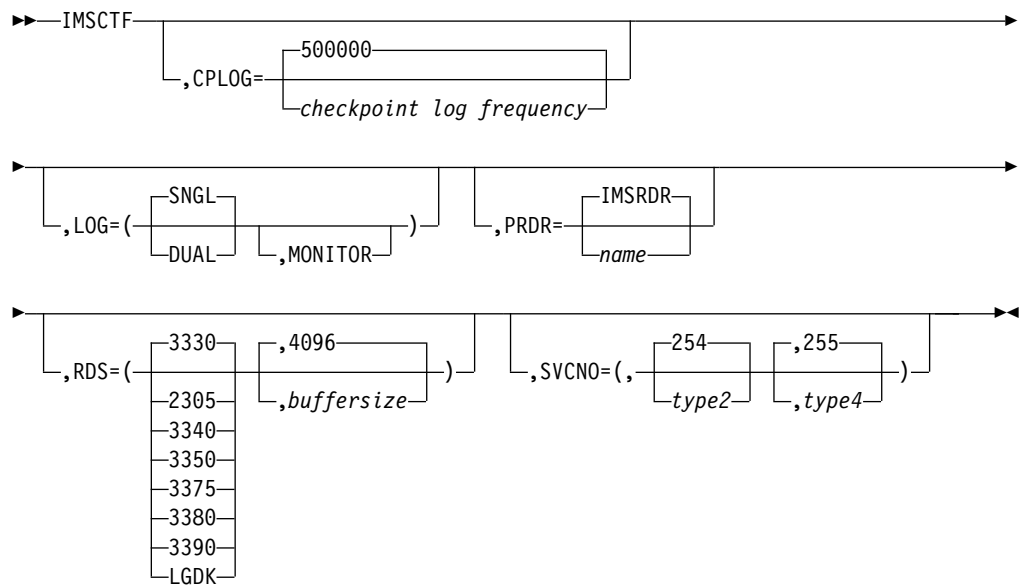 IMSCTF
,CPLOG=
500000
checkpoint log frequency
,LOG=(
SNGL
DUAL
,MONITOR
)
,PRDR=
IMSRDR
name
,RDS=(
3330
2305
3340
3350
3375
3380
3390
LGDK
,4096
,buffersize
)
,SVCNO=(,
254
type2
,255
,type4
)